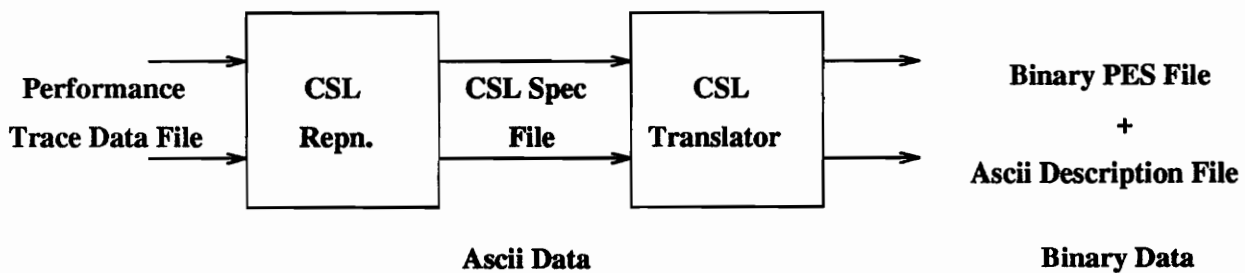 Performance
Trace Data File
CSL
Repn.
CSL Spec
File
CSL
Translator
Binary PES File
+
Ascii Description File
Ascii Data
Binary Data